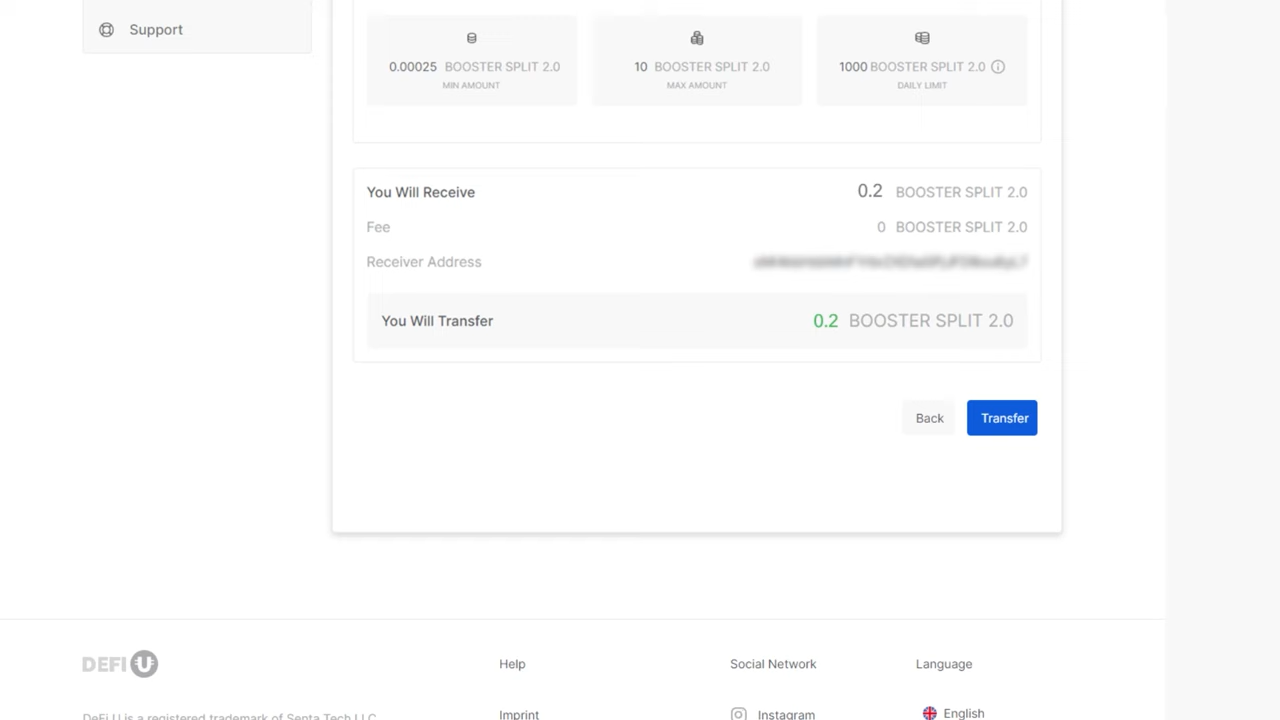 Support
0.00025 BOOSTER SPLIT 2.0
MIN AMOUNT
10 BOOSTER SPLIT 2.0
MAX AMOUNT
1000 BOOSTER SPLIT 2.0
DAILY LIMIT
You Will Receive 0.2 BOOSTER SPLIT 2.0
Fee 0 BOOSTER SPLIT 2.0
Receiver Address
You Will Transfer 0.2 BOOSTER SPLIT 2.0
Back Transfer
DEFI U
Help
Social Network
Language
DeFi U is a registered trademark of Senta Tech LLC
Imprint
Instagram
English